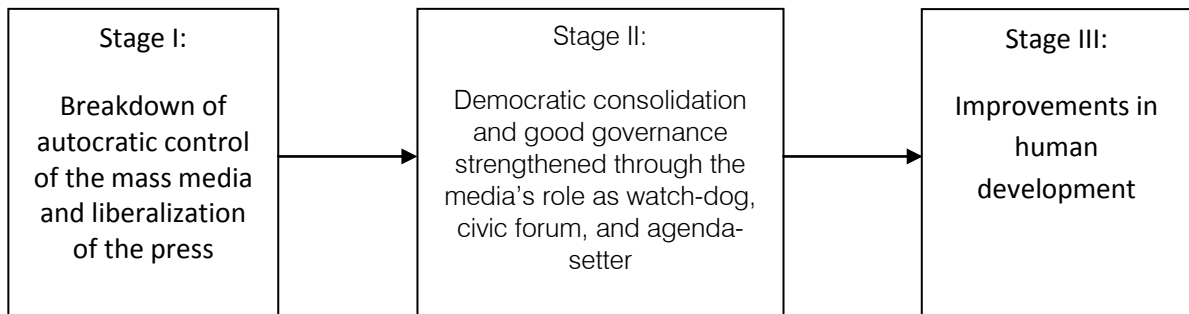 Stage I:
Breakdown of
autocratic control
of the mass media
and liberalization
of the press
Stage II:
Democratic consolidation
and good governance
strengthened through the
media’s role as watch-dog,
civic forum, and agenda-
setter
Stage III:
Improvements in
human
development